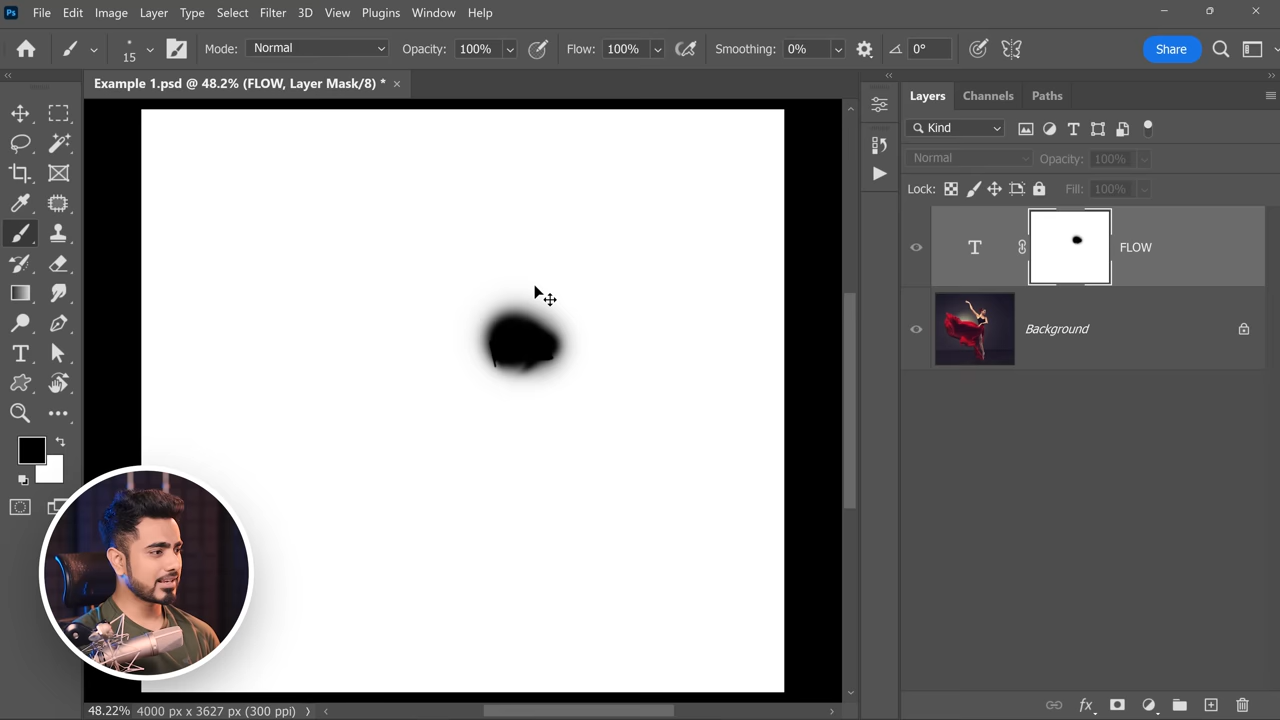 Ps File Edit Image Layer Type Select Filter 3D View Plugins Window Help
15 Mode: Normal Opacity: 100% Flow: 100% Smoothing: 0% 0° Share
Example 1.psd @ 48.2% (FLOW, Layer Mask/8) * ×
Layers Channels Paths
Kind
Normal Opacity: 100%
Lock: Fill: 100%
FLOW
Background
48.22% 4000 px x 3627 px (300 ppi)